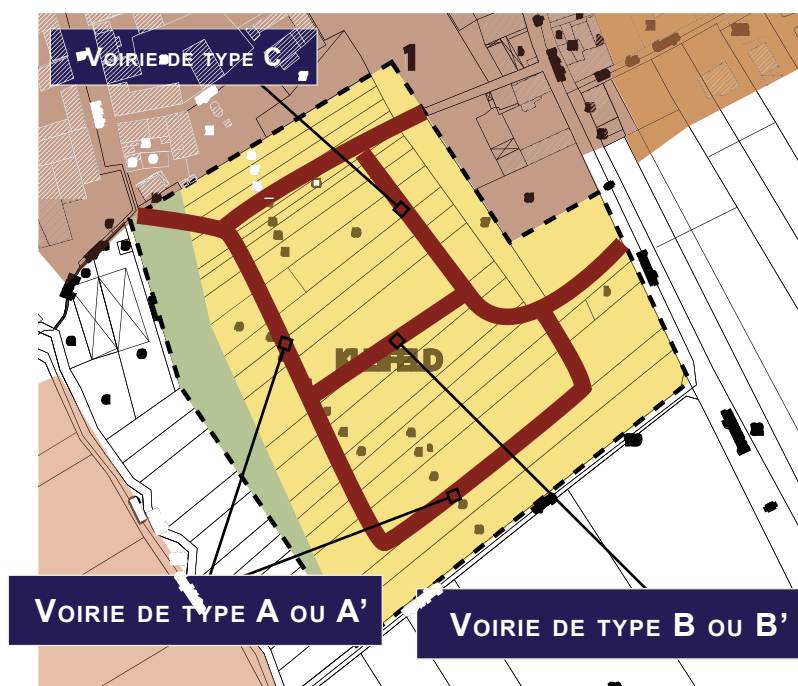 VOIRIE DE TYPE C
1
VOIRIE DE TYPE A OU A'
VOIRIE DE TYPE B OU B'